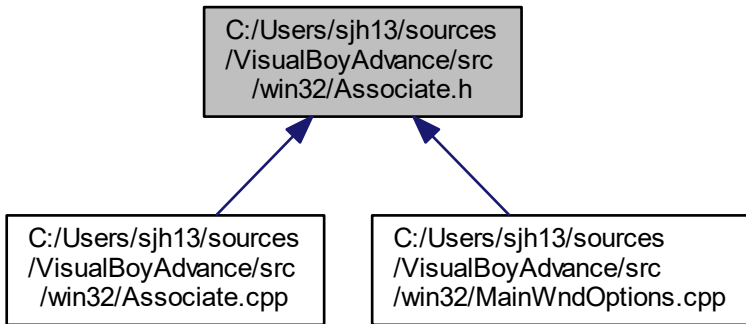 C:/Users/sjh13/sources
/VisualBoyAdvance/src
/win32/Associate.h
C:/Users/sjh13/sources
/VisualBoyAdvance/src
/win32/Associate.cpp
C:/Users/sjh13/sources
/VisualBoyAdvance/src
/win32/MainWndOptions.cpp